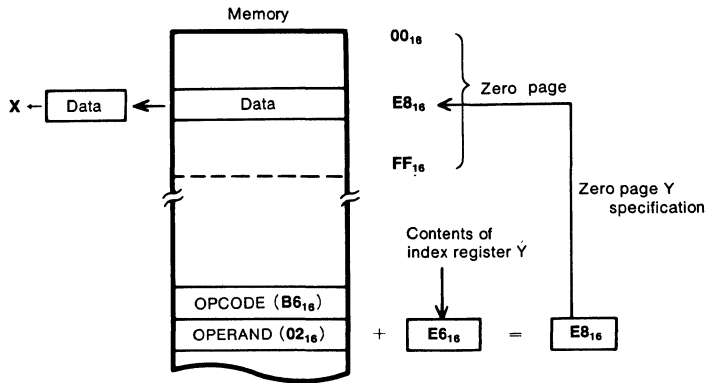 Memory
00₁₆
X ← Data ← Data
E8₁₆
Zero page
FF₁₆
Zero page Y
specification
Contents of
index register Y
OPCODE (B6₁₆)
OPERAND (02₁₆) + E6₁₆ = E8₁₆